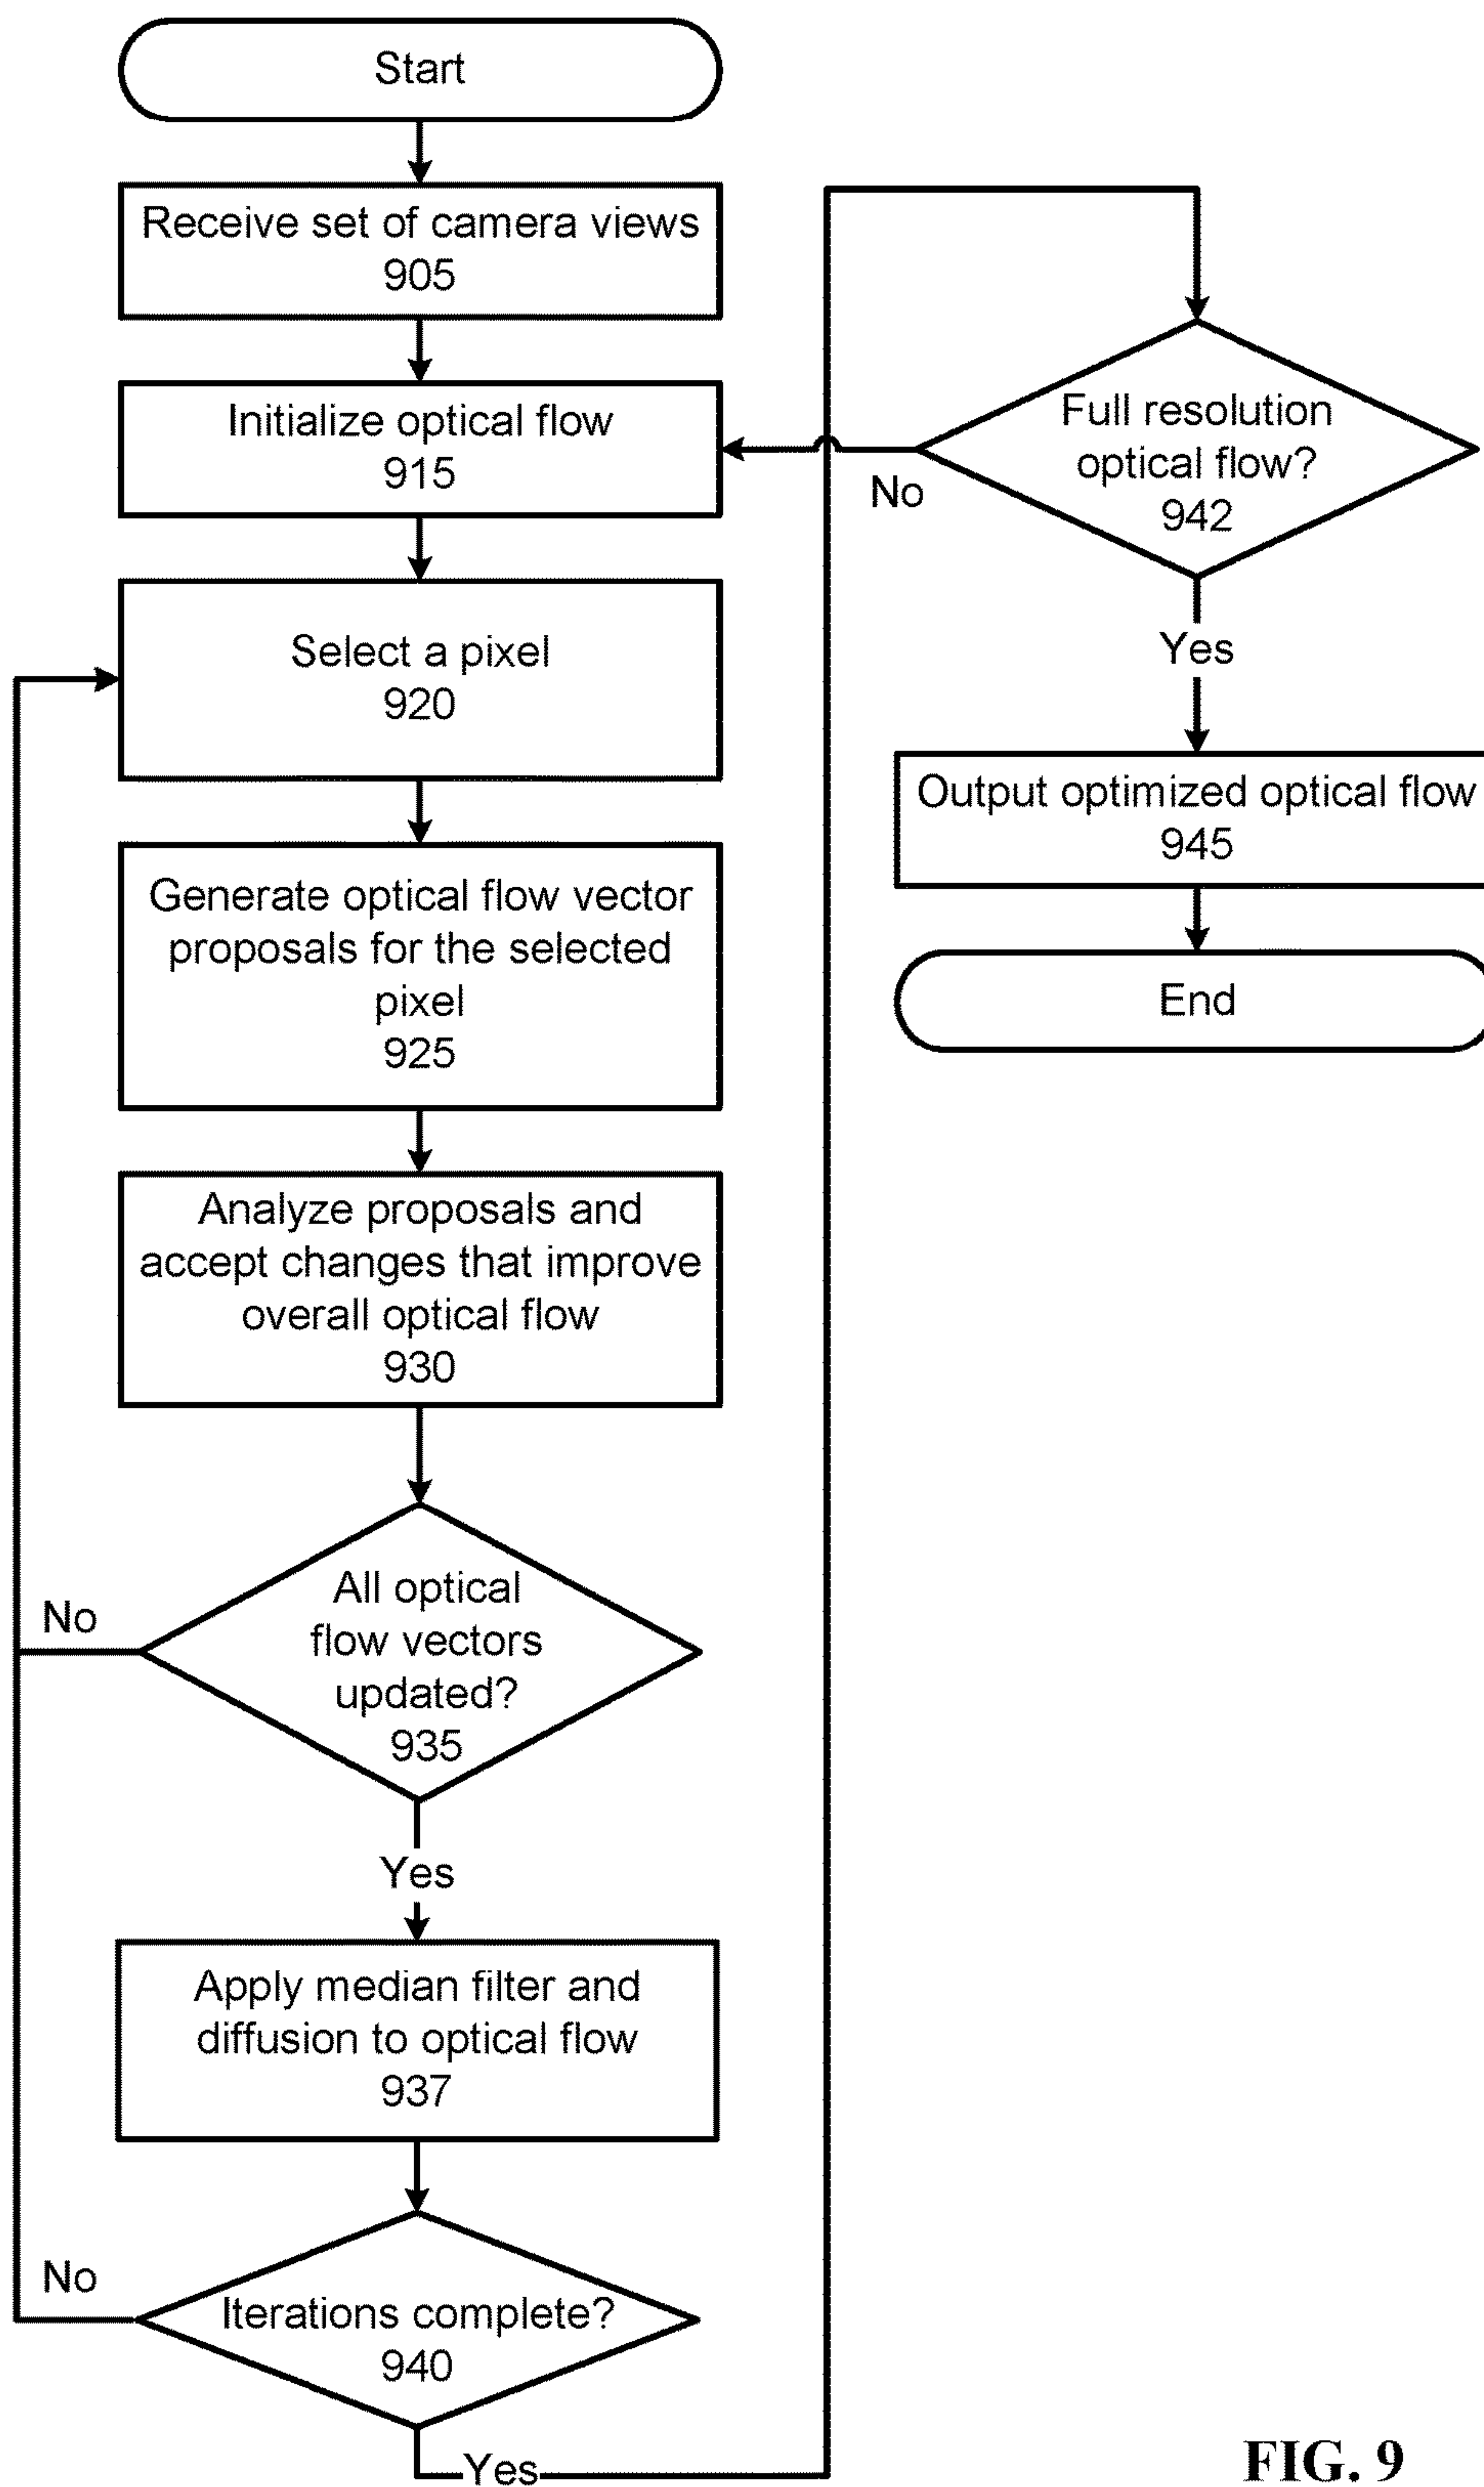 Start
Receive set of camera views
905
Initialize optical flow
915
Select a pixel
920
Generate optical flow vector
proposals for the selected
pixel
925
Analyze proposals and
accept changes that improve
overall optical flow
930
All optical
flow vectors
updated?
935
No
Yes
Apply median filter and
diffusion to optical flow
937
No
Iterations complete?
940
Yes
Full resolution
optical flow?
942
No
Yes
Output optimized optical flow
945
End
FIG. 9